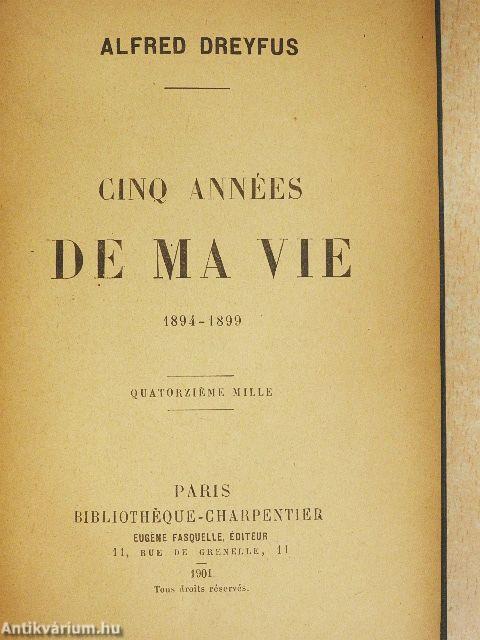 ALFRED DREYFUS
CINQ ANNÉES
DE MA VIE
1894-1899
QUATORZIÈME MILLE
PARIS
BIBLIOTHÈQUE-CHARPENTIER
EUGÈNE FASQUELLE, ÉDITEUR
11, RUE DE GRENELLE, 11
1901
Tous droits réservés.
Antikvárium.hu